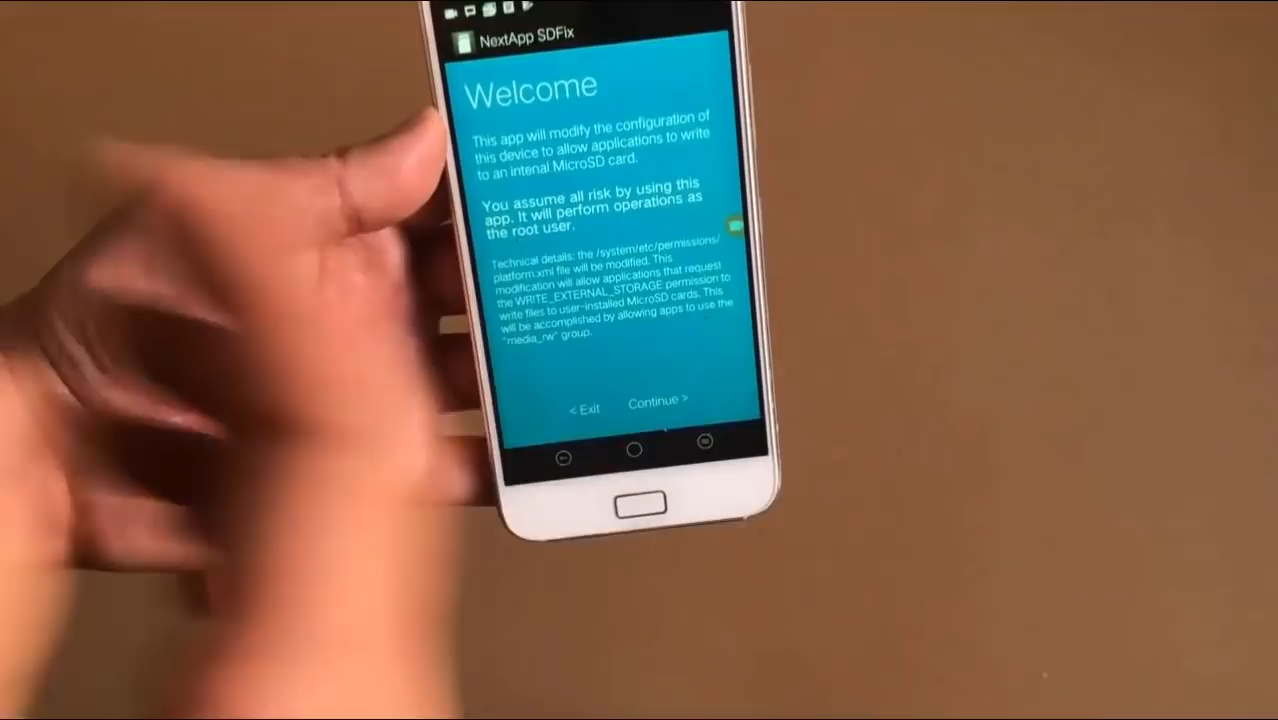 NextApp SDFix
Welcome
This app will modify the configuration of
this device to allow applications to write
to an intenal MicroSD card.
You assume all risk by using this
app. It will perform operations as
the root user.
Technical details: the /system/etc/permissions/
platform.xml file will be modified. This
modification will allow applications that request
the WRITE_EXTERNAL_STORAGE permission to
write files to user-installed MicroSD cards. This
will be accomplished by allowing apps to use the
"media_rw" group.
< Exit Continue >